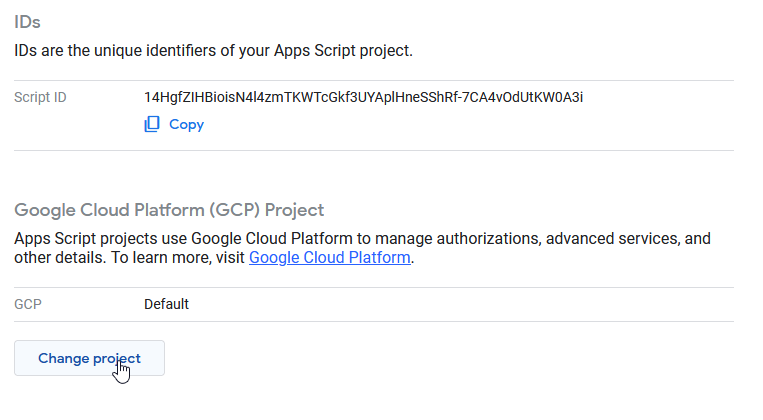 IDs
IDs are the unique identifiers of your Apps Script project.
Script ID 14HgfZIHBioisN4l4zmTKWTcGkf3UYAplHneSShRf-7CA4vOdUtKW0A3i
Copy
Google Cloud Platform (GCP) Project
Apps Script projects use Google Cloud Platform to manage authorizations, advanced services, and
other details. To learn more, visit Google Cloud Platform.
GCP Default
Change project